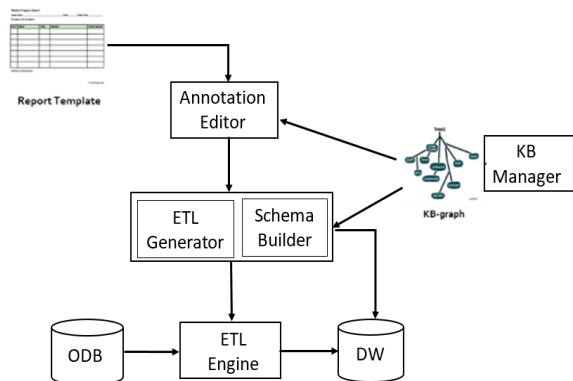 Report Template
Annotation
Editor
KB
Manager
KB-graph
ETL
Generator
Schema
Builder
ODB
ETL
Engine
DW